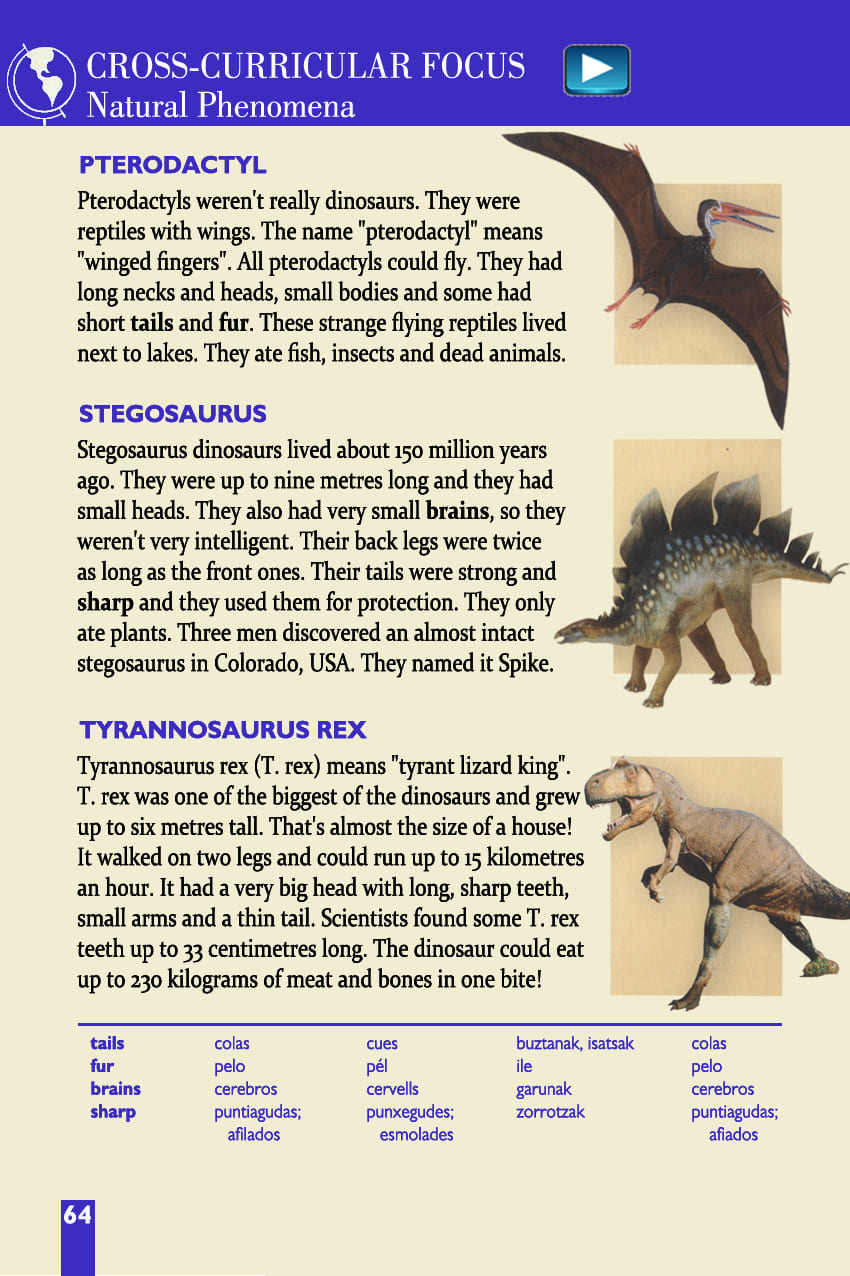 CROSS-CURRICULAR FOCUS
Natural Phenomena
PTERODACTYL
Pterodactyls weren't really dinosaurs. They were
reptiles with wings. The name "pterodactyl" means
"winged fingers". All pterodactyls could fly. They had
long necks and heads, small bodies and some had
short tails and fur. These strange flying reptiles lived
next to lakes. They ate fish, insects and dead animals.
STEGOSAURUS
Stegosaurus dinosaurs lived about 150 million years
ago. They were up to nine metres long and they had
small heads. They also had very small brains, so they
weren't very intelligent. Their back legs were twice
as long as the front ones. Their tails were strong and
sharp and they used them for protection. They only
ate plants. Three men discovered an almost intact
stegosaurus in Colorado, USA. They named it Spike.
TYRANNOSAURUS REX
Tyrannosaurus rex (T. rex) means "tyrant lizard king".
T. rex was one of the biggest of the dinosaurs and grew
up to six metres tall. That's almost the size of a house!
It walked on two legs and could run up to 15 kilometres
an hour. It had a very big head with long, sharp teeth,
small arms and a thin tail. Scientists found some T. rex
teeth up to 33 centimetres long. The dinosaur could eat
up to 230 kilograms of meat and bones in one bite!
tails colas cues buztanak, isatsak colas
fur pelo pél ile pelo
brains cerebros cervells garunak cerebros
sharp puntiagudas; punxegudes; zorrotzak puntiagudas;
afilados esmolades afiados
64